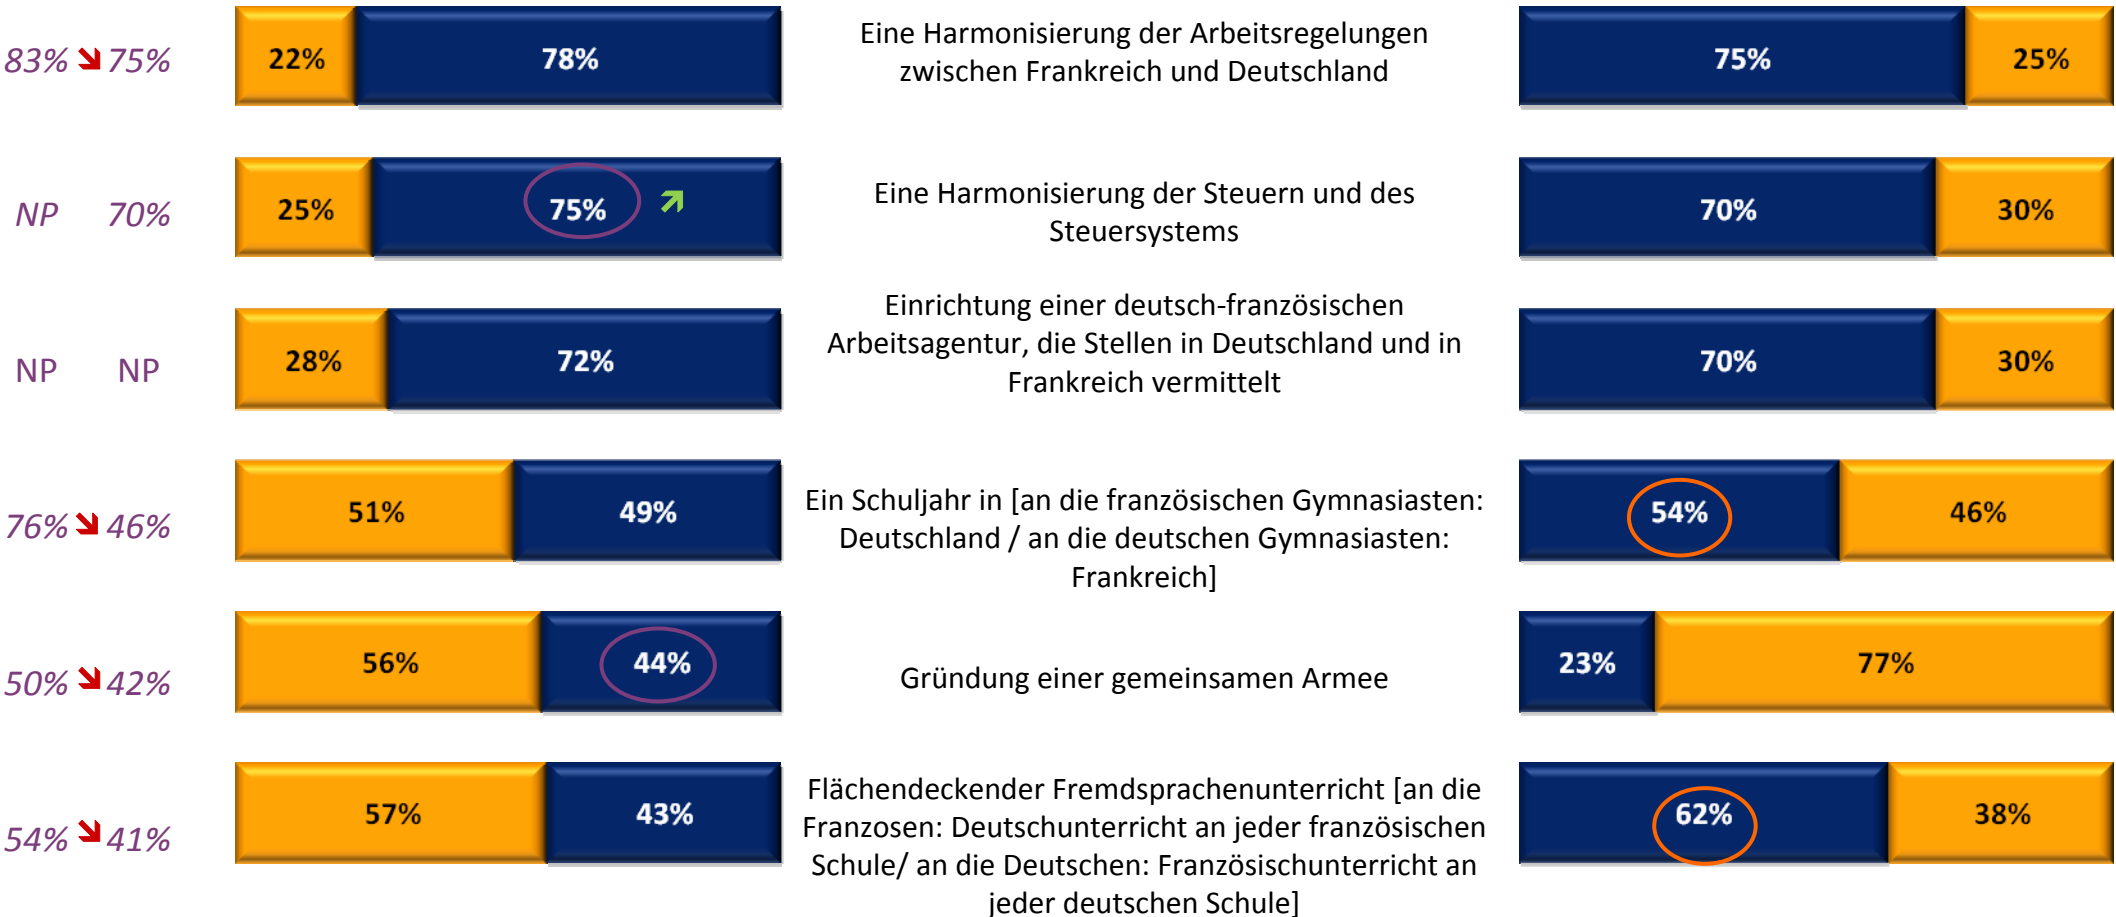 83% 75% 22% 78% Eine Harmonisierung der Arbeitsregelungen 75% 25%
zwischen Frankreich und Deutschland
NP 70% 25% 75% Eine Harmonisierung der Steuern und des 70% 30%
Steuersystems
NP NP 28% 72% Einrichtung einer deutsch-französischen 70% 30%
Arbeitsagentur, die Stellen in Deutschland und in
Frankreich vermittelt
76% 46% 51% 49% Ein Schuljahr in [an die französischen Gymnasiasten: 54% 46%
Deutschland / an die deutschen Gymnasiasten:
Frankreich]
50% 42% 56% 44% Gründung einer gemeinsamen Armee 23% 77%
54% 41% 57% 43% Flächendeckender Fremdsprachenunterricht [an die 62% 38%
Franzosen: Deutschunterricht an jeder französischen
Schule/ an die Deutschen: Französischunterricht an
jeder deutschen Schule]